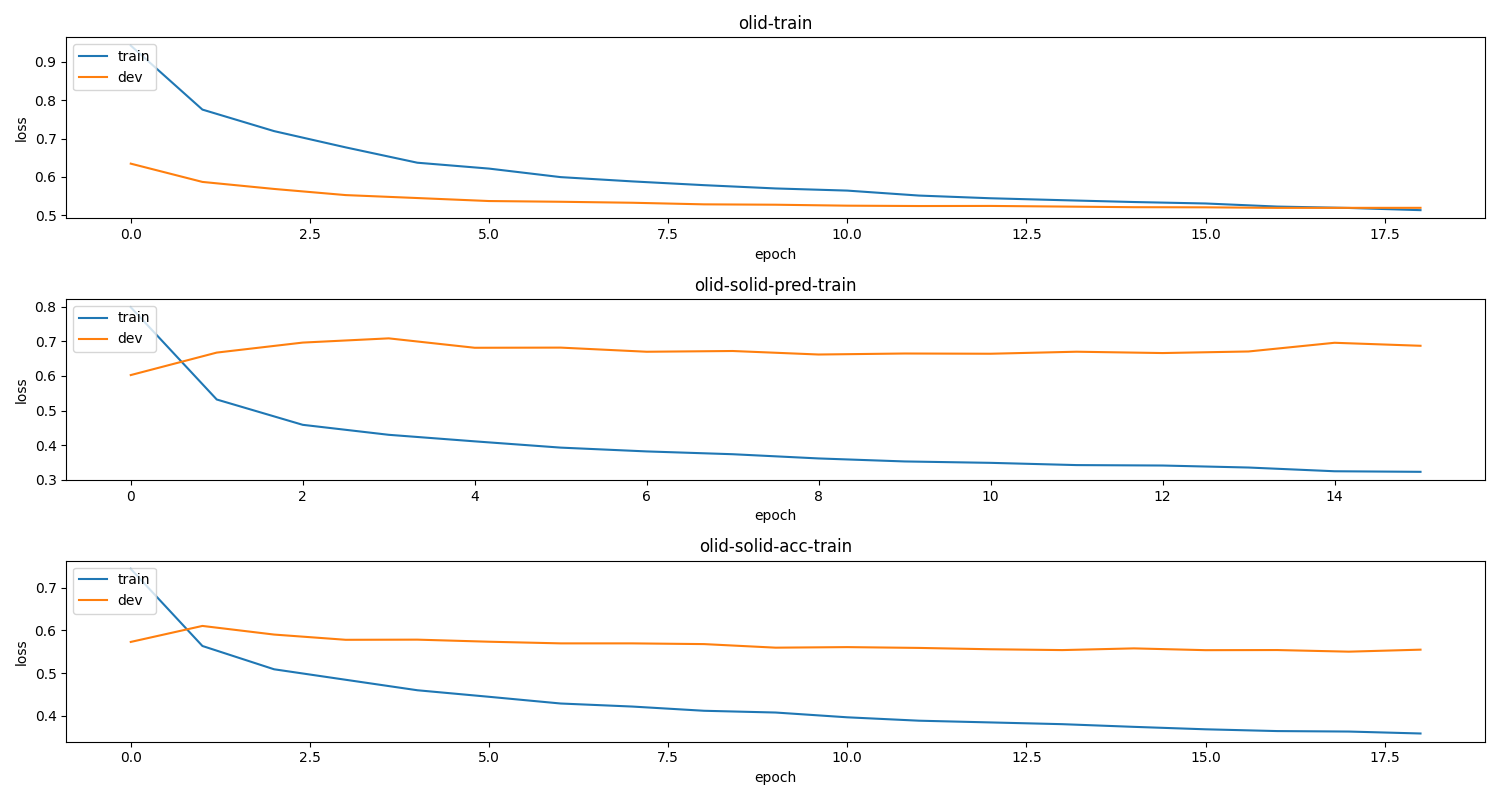 olid-train
train
dev
loss
0.9
0.8
0.7
0.6
0.5
0.0 2.5 5.0 7.5 10.0 12.5 15.0 17.5
epoch
olid-solid-pred-train
train
dev
loss
0.8
0.7
0.6
0.5
0.4
0.3
0 2 4 6 8 10 12 14
epoch
olid-solid-acc-train
train
dev
loss
0.7
0.6
0.5
0.4
0.0 2.5 5.0 7.5 10.0 12.5 15.0 17.5
epoch